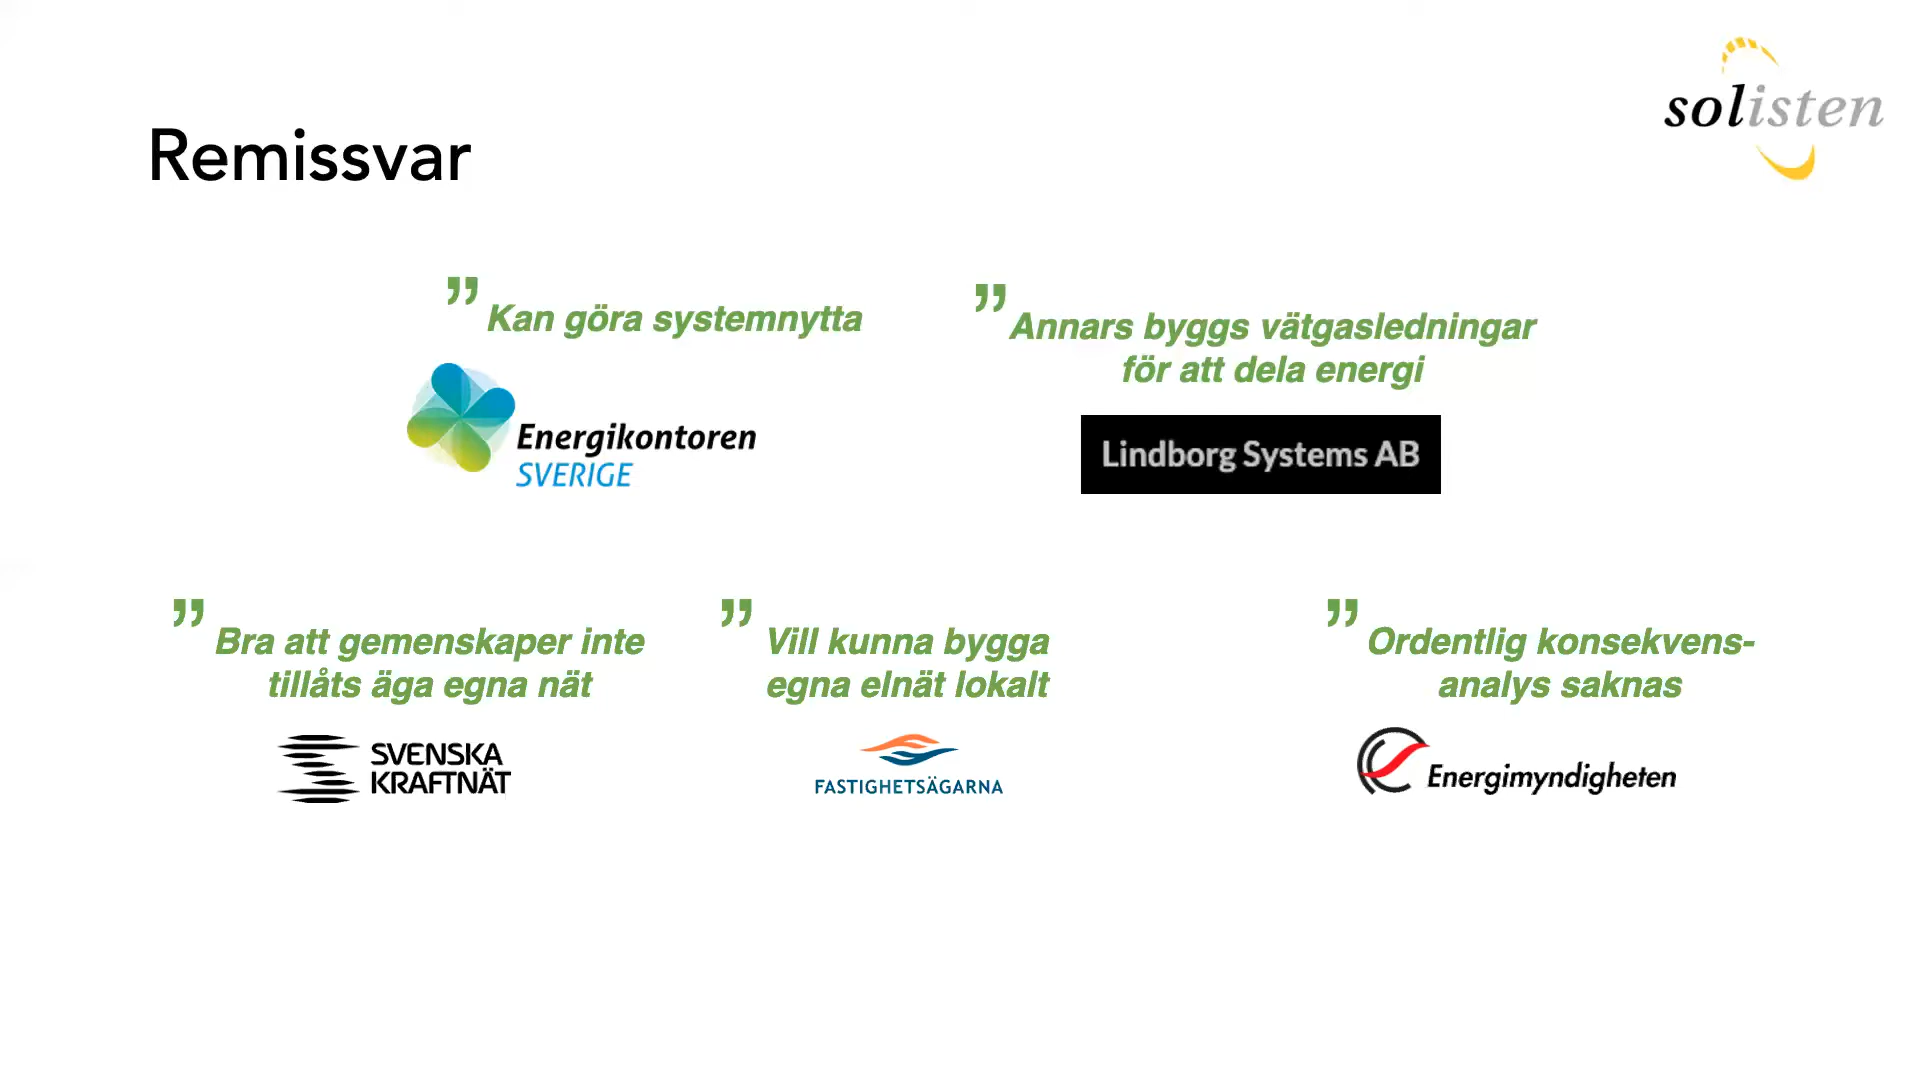 solisten
Remissvar
” Kan göra systemnytta
Energikontoren
SVERIGE
” Annars byggs vätgasledningar
för att dela energi
Lindborg Systems AB
” Bra att gemenskaper inte
tillåts äga egna nät
SVENSKA
KRAFTNÄT
” Vill kunna bygga
egna elnät lokalt
FASTIGHETSÄGARNA
” Ordentlig konsekvens-
analys saknas
Energimyndigheten